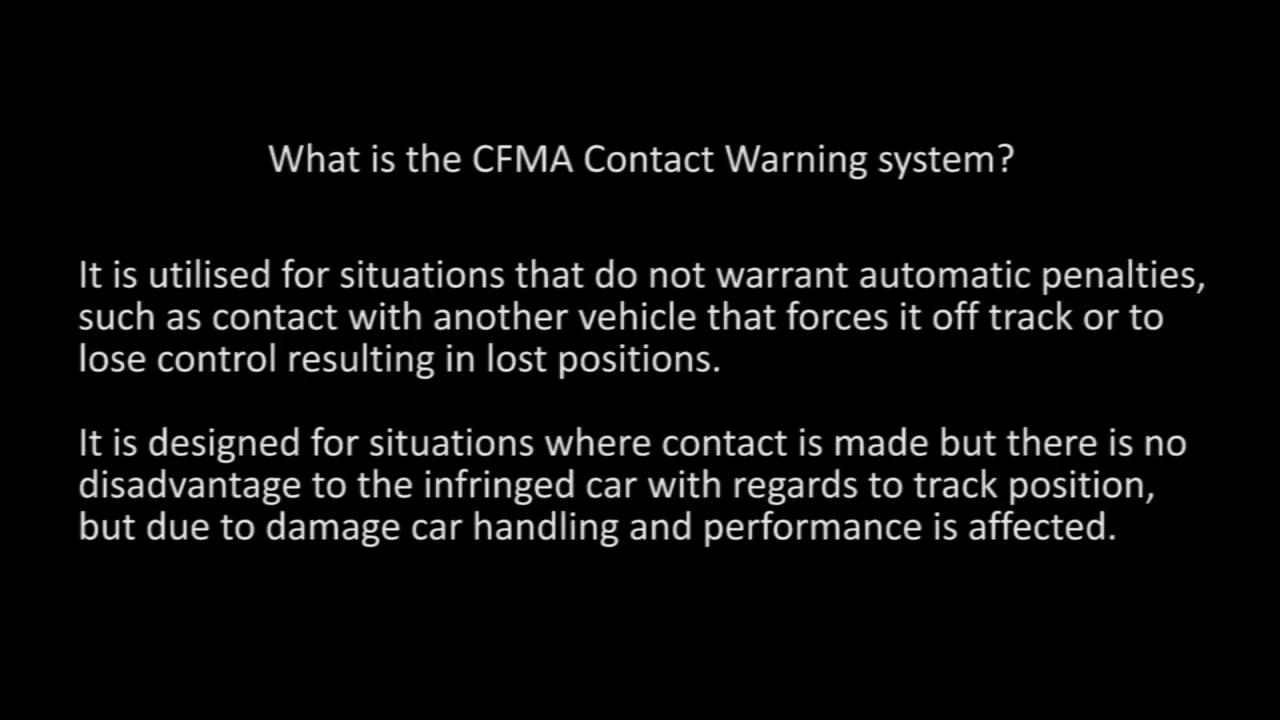 What is the CFMA Contact Warning system?
It is utilised for situations that do not warrant automatic penalties,
such as contact with another vehicle that forces it off track or to
lose control resulting in lost positions.
It is designed for situations where contact is made but there is no
disadvantage to the infringed car with regards to track position,
but due to damage car handling and performance is affected.